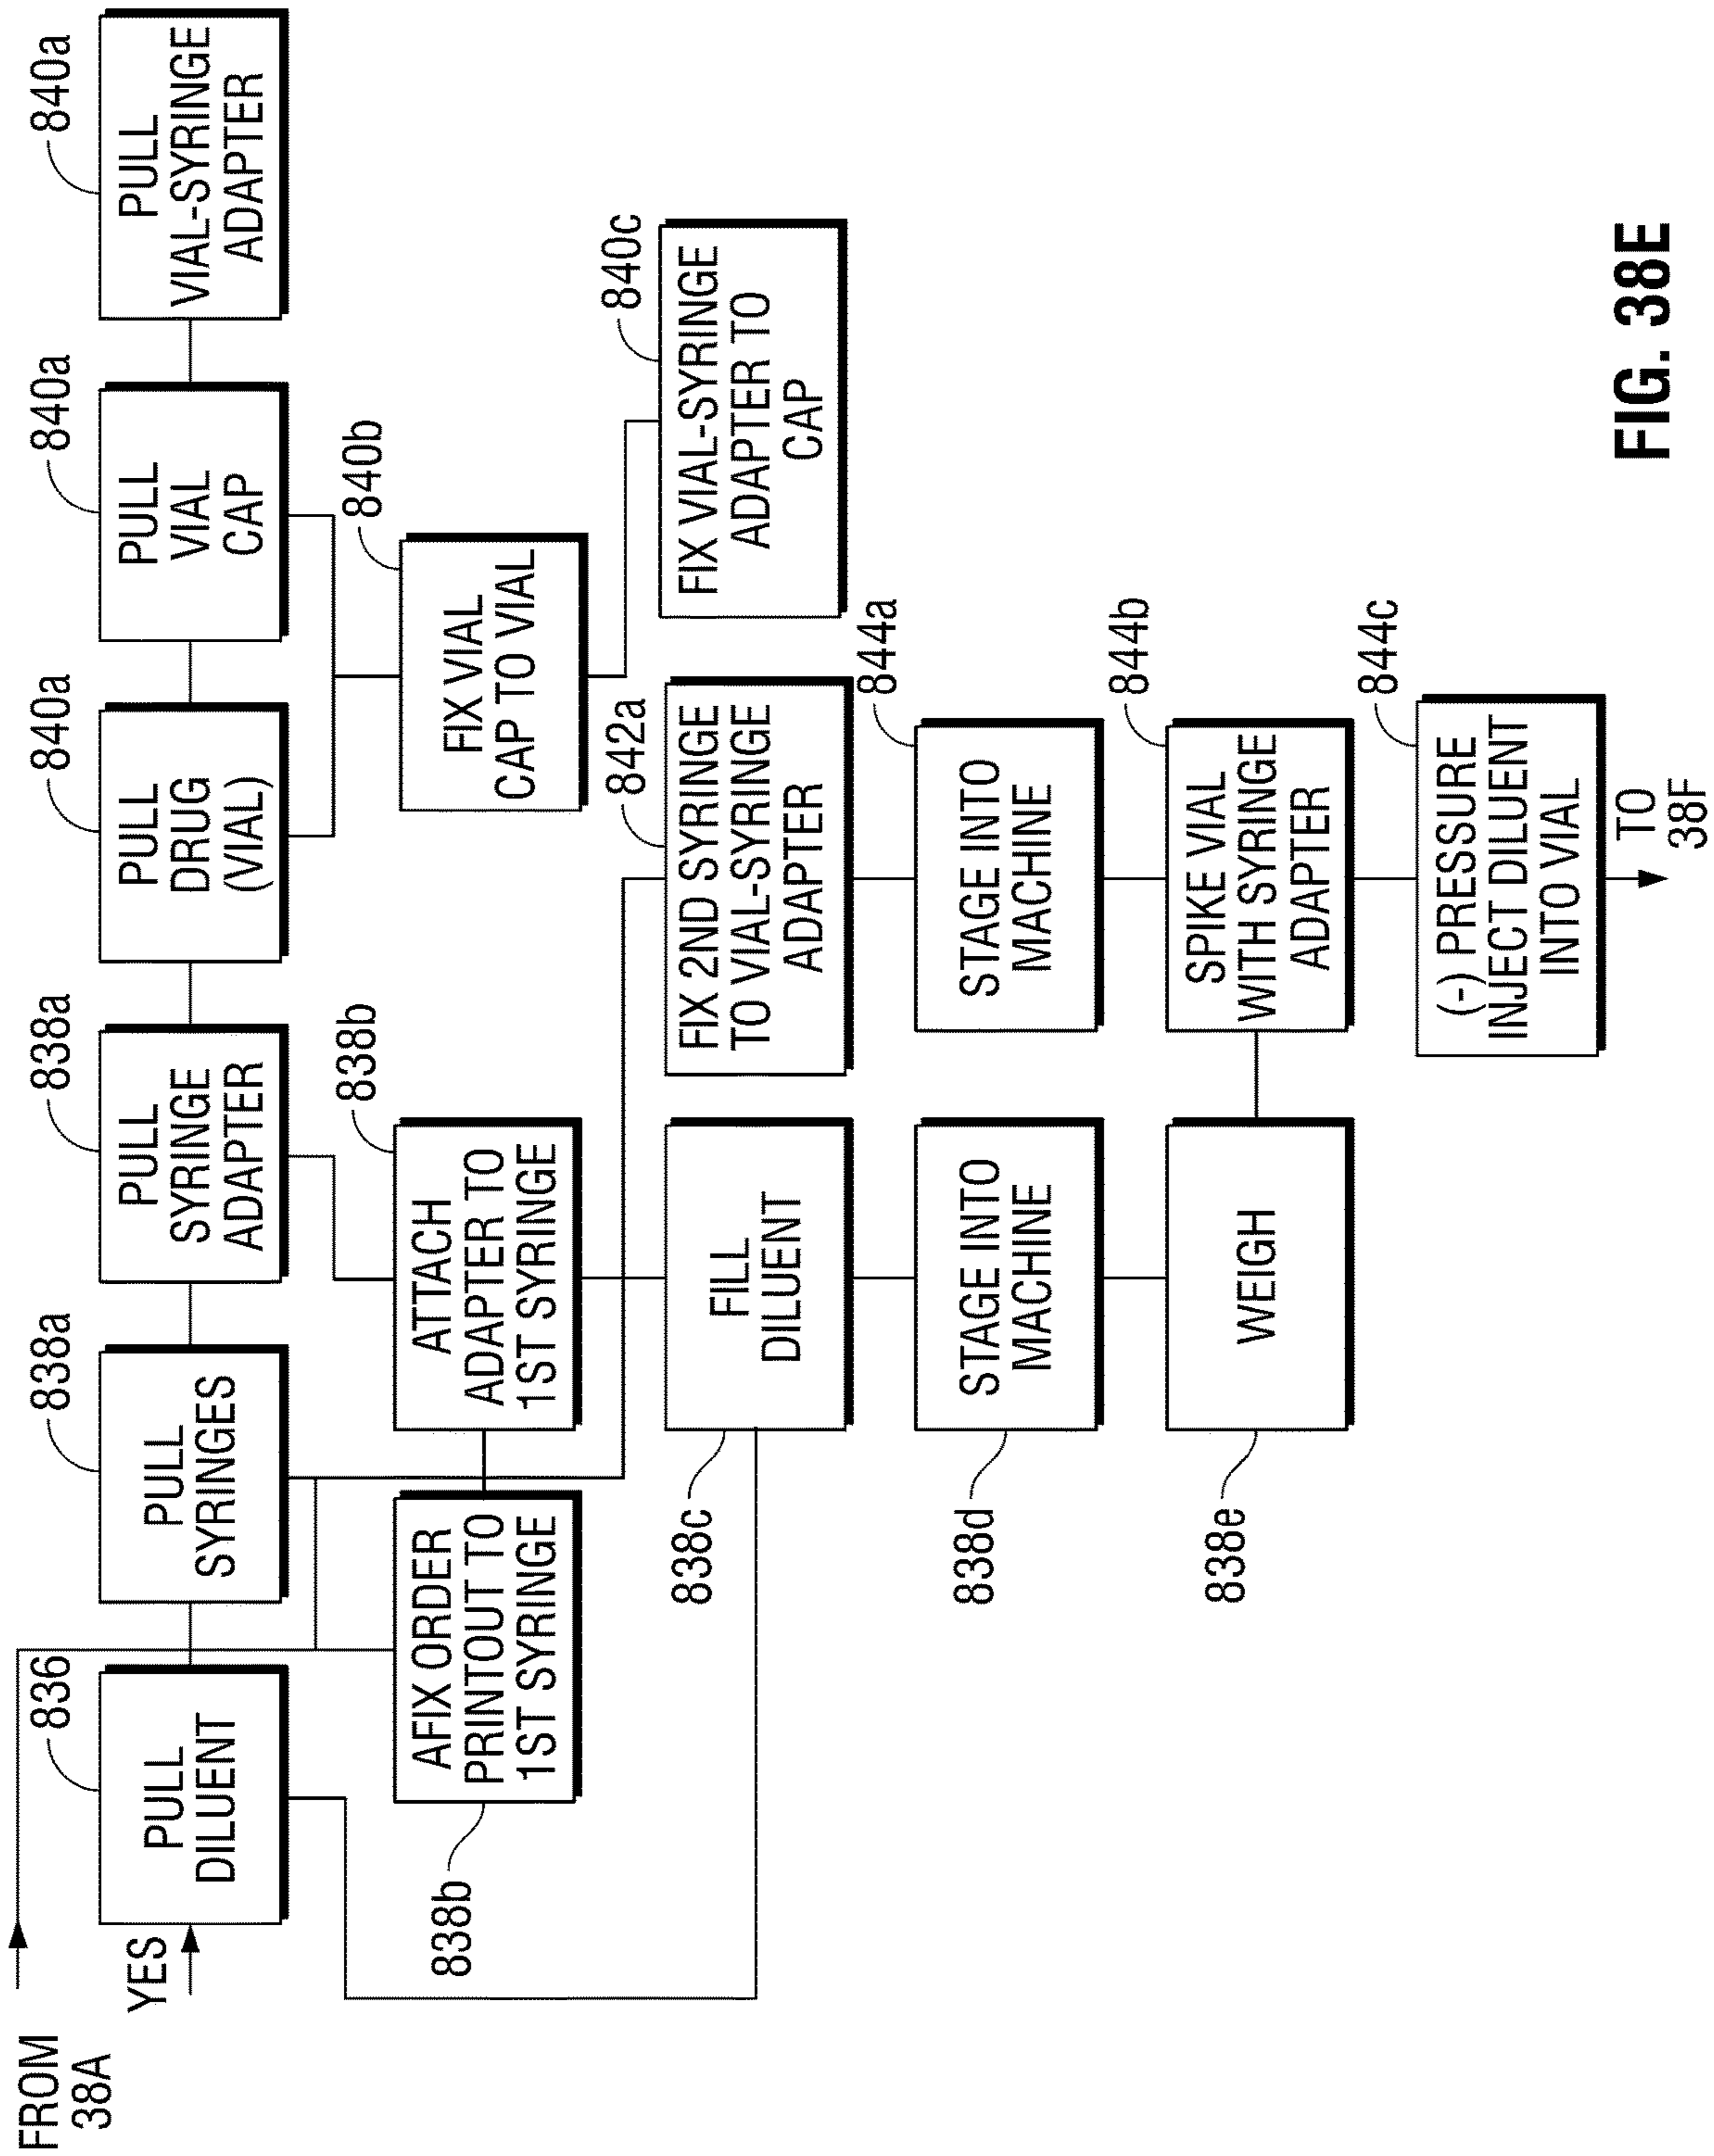 FROM
38A
YES
836
PULL
DILUENT
838a
PULL
SYRINGES
838a
PULL
SYRINGE
ADAPTER
840a
PULL
DRUG
(VIAL)
840a
PULL
VIAL
CAP
840a
PULL
VIAL-SYRINGE
ADAPTER
838b
AFIX ORDER
PRINTOUT TO
1ST SYRINGE
838b
ATTACH
ADAPTER TO
1ST SYRINGE
840b
FIX VIAL
CAP TO VIAL
838c
FILL
DILUENT
842a
FIX 2ND SYRINGE
TO VIAL-SYRINGE
ADAPTER
840c
FIX VIAL-SYRINGE
ADAPTER TO
CAP
838d
STAGE INTO
MACHINE
844a
STAGE INTO
MACHINE
838e
WEIGH
844b
SPIKE VIAL
WITH SYRINGE
ADAPTER
844c
(-) PRESSURE
INJECT DILUENT
INTO VIAL
TO
38F
FIG. 38E